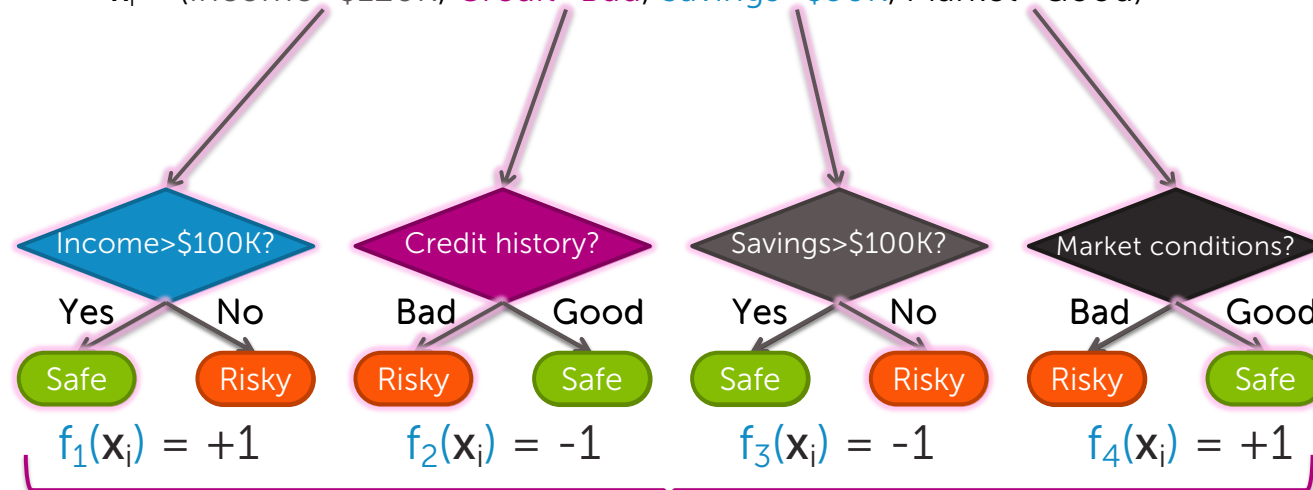 Income>$100K? Credit history? Savings>$100K? Market conditions?
Yes No Bad Good Yes No Bad Good
Safe Risky Risky Safe Safe Risky Risky Safe
f1(xi) = +1 f2(xi) = -1 f3(xi) = -1 f4(xi) = +1